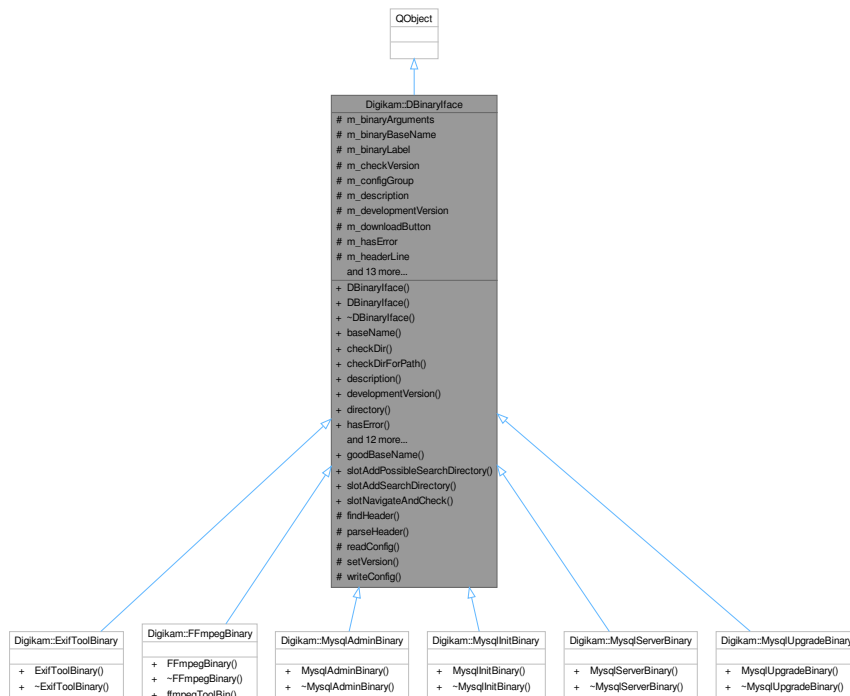 QObject
Digikam::DBinaryIface
# m_binaryArguments
# m_binaryBaseName
# m_binaryLabel
# m_checkVersion
# m_configGroup
# m_description
# m_developmentVersion
# m_downloadButton
# m_hasError
# m_headerLine
and 13 more...
+ DBinaryIface()
+ DBinaryIface()
+ ~DBinaryIface()
+ baseName()
+ checkDir()
+ checkDirForPath()
+ description()
+ developmentVersion()
+ directory()
+ hasError()
and 12 more...
+ goodBaseName()
+ slotAddPossibleSearchDirectory()
+ slotAddSearchDirectory()
+ slotNavigateAndCheck()
# findHeader()
# parseHeader()
# readConfig()
# setVersion()
# writeConfig()
Digikam::ExifToolBinary
+ ExifToolBinary()
+ ~ExifToolBinary()
Digikam::FFmpegBinary
+ FFmpegBinary()
+ ~FFmpegBinary()
+ ffmpegToolBin()
Digikam::MysqlAdminBinary
+ MysqlAdminBinary()
+ ~MysqlAdminBinary()
Digikam::MysqlInitBinary
+ MysqlInitBinary()
+ ~MysqlInitBinary()
Digikam::MysqlServerBinary
+ MysqlServerBinary()
+ ~MysqlServerBinary()
Digikam::MysqlUpgradeBinary
+ MysqlUpgradeBinary()
+ ~MysqlUpgradeBinary()